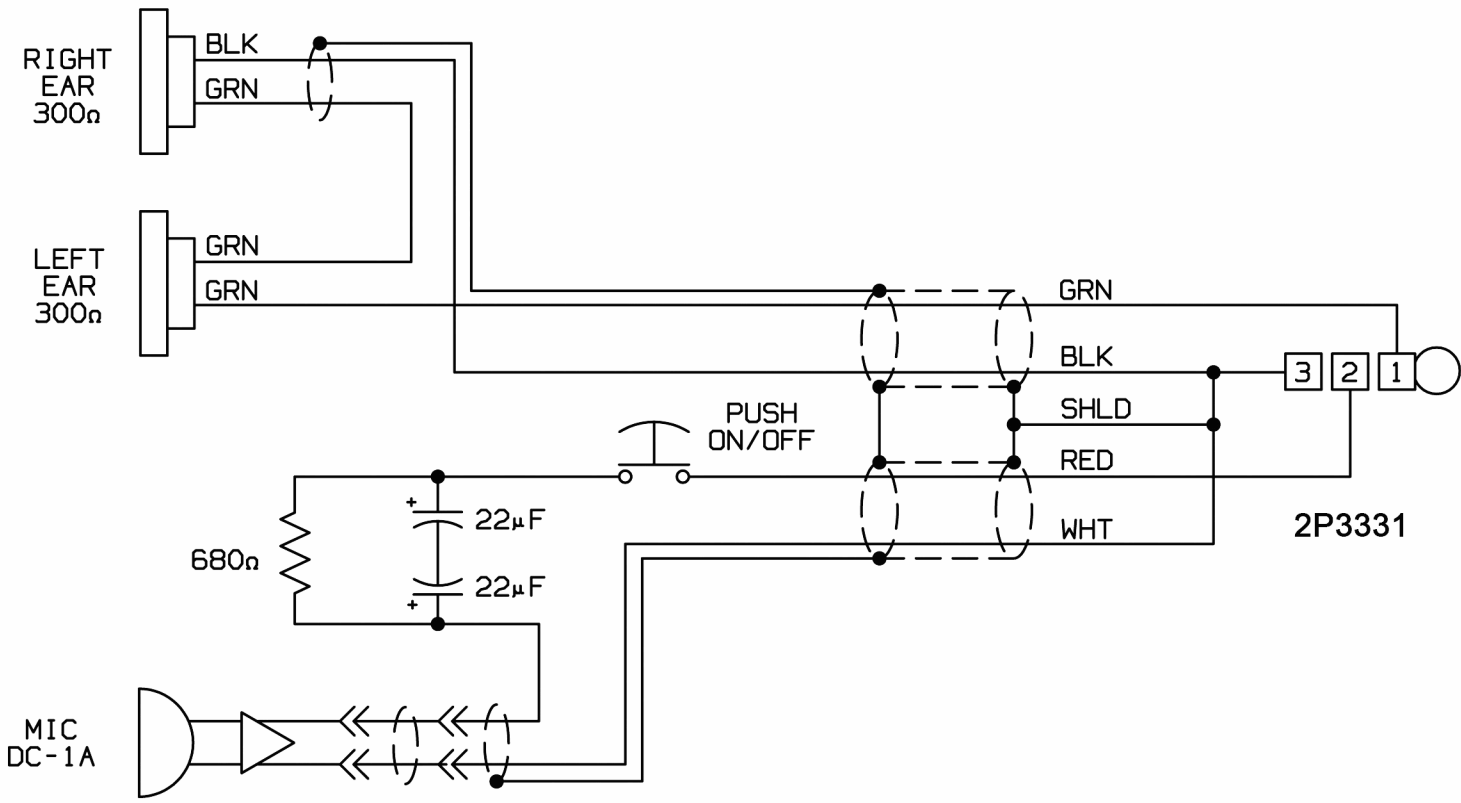 BLK
RIGHT
EAR
300Ω
GRN
GRN
LEFT
EAR
300Ω
GRN
GRN
BLK
3 2 1
SHLD
PUSH
ON/OFF
RED
+
22µF
2P3331
WHT
680Ω
22µF
+
MIC
DC-1A